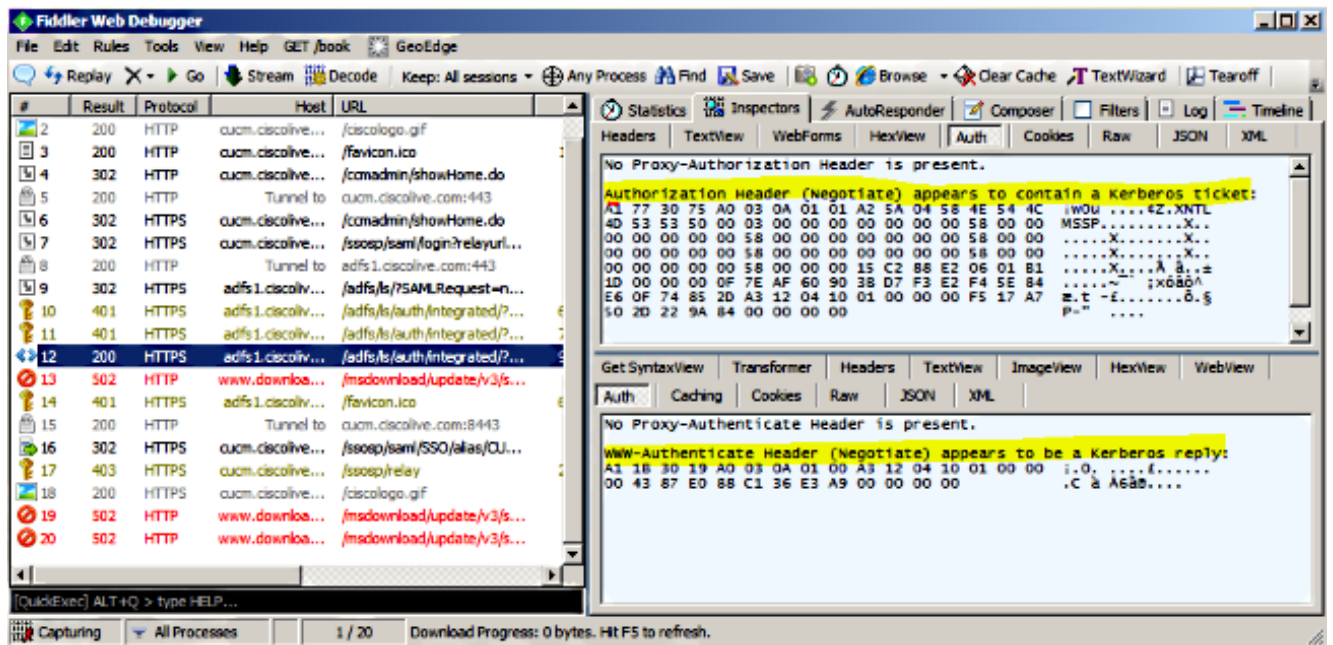 Fiddler Web Debugger
File Edit Rules Tools View Help GET /book GeoEdge
Replay X Go Stream Decode Keep: All sessions Any Process Find Save Browse Clear Cache TextWizard Tearoff
# Result Protocol Host URL
2 200 HTTP cucm.ciscolive... /ciscologo.gif
3 200 HTTP cucm.ciscolive... /favicon.ico
4 302 HTTP cucm.ciscolive... /ccmadmin/showHome.do
5 200 HTTP Tunnel to cucm.ciscolive.com:443
6 302 HTTPS cucm.ciscolive... /ccmadmin/showHome.do
7 302 HTTPS cucm.ciscolive... /ssosp/saml/login?relayurl...
8 200 HTTP Tunnel to adfs1.ciscolive.com:443
9 302 HTTPS adfs1.ciscoliv... /adfs/ls/?SAMLRequest=n...
10 401 HTTPS adfs1.ciscoliv... /adfs/ls/auth/integrated/?...
11 401 HTTPS adfs1.ciscoliv... /adfs/ls/auth/integrated/?...
12 200 HTTPS adfs1.ciscoliv... /adfs/ls/auth/integrated/?...
13 502 HTTP www.downloa... /msdownload/update/v3/s...
14 401 HTTPS adfs1.ciscoliv... /favicon.ico
15 200 HTTP Tunnel to cucm.ciscolive.com:8443
16 302 HTTPS cucm.ciscolive... /ssosp/saml/SSO/alias/CU...
17 403 HTTPS cucm.ciscolive... /ssosp/relay
18 200 HTTPS cucm.ciscolive... /ciscologo.gif
19 502 HTTP www.downloa... /msdownload/update/v3/s...
20 502 HTTP www.downloa... /msdownload/update/v3/s...
[QuickExec] ALT+Q > type HELP...
Statistics Inspectors AutoResponder Composer Filters Log Timeline
Headers TextView WebForms HexView Auth Cookies Raw JSON XML
No Proxy-Authorization Header is present.
Authorization Header (Negotiate) appears to contain a Kerberos ticket:
A1 77 30 75 A0 03 0A 01 01 A2 5A 04 58 4E 54 4C ¡w0u ....¢Z.XNTL
4D 53 53 50 00 03 00 00 00 00 00 00 00 58 00 00 MSSP.........X..
00 00 00 00 00 58 00 00 00 00 00 00 00 58 00 00 .....X.......X..
00 00 00 00 00 58 00 00 00 00 00 00 00 58 00 00 .....X.......X..
00 00 00 00 00 58 00 00 00 15 C2 88 E2 06 01 B1
1D 00 00 00 0F 7E AF 60 90 3B D7 F3 E2 F4 5E 84
E6 0F 74 85 2D A3 12 04 10 01 00 00 00 F5 17 A7
50 2D 22 9A 84 00 00 00 00
Get SyntaxView Transformer Headers TextView ImageView HexView WebView
Auth Caching Cookies Raw JSON XML
No Proxy-Authenticate Header is present.
WWW-Authenticate Header (Negotiate) appears to be a Kerberos reply:
A1 1B 30 19 A0 03 0A 01 00 A3 12 04 10 01 00 00 ¡.0. ....£......
00 43 87 E0 88 C1 36 E3 A9 00 00 00 00
Capturing All Processes 1 / 20 Download Progress: 0 bytes. Hit F5 to refresh.